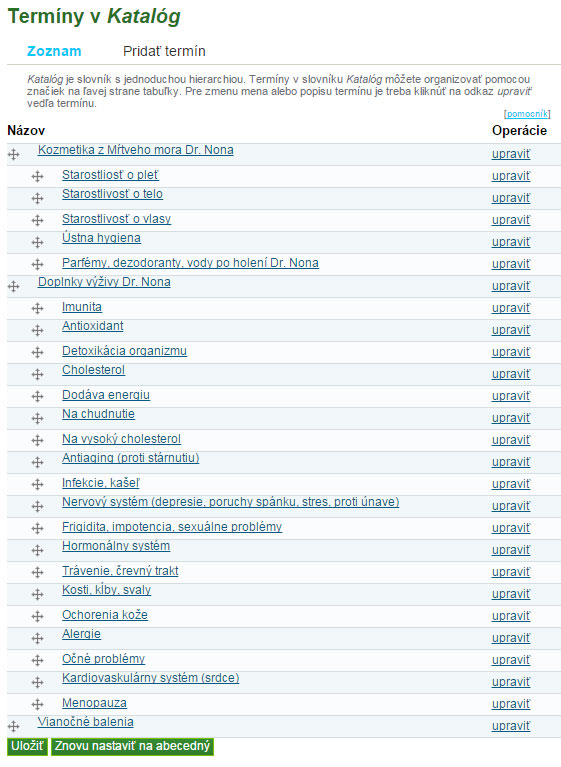 Termíny v Katalóg
Zoznam Pridať termín
Katalóg je slovník s jednoduchou hierarchiou. Termíny v slovníku Katalóg môžete organizovať pomocou
značiek na ľavej strane tabuľky. Pre zmenu mena alebo popisu termínu je treba kliknúť na odkaz upraviť
vedľa termínu.
[pomocník]
Názov Operácie
Kozmetika z Mŕtveho mora Dr. Nona upraviť
Starostliosť o pleť upraviť
Starostlivosť o telo upraviť
Starostlivosť o vlasy upraviť
Ústna hygiena upraviť
Parfémy, dezodoranty, vody po holení Dr. Nona upraviť
Doplnky výživy Dr. Nona upraviť
Imunita upraviť
Antioxidant upraviť
Detoxikácia organizmu upraviť
Cholesterol upraviť
Dodáva energiu upraviť
Na chudnutie upraviť
Na vysoký cholesterol upraviť
Antiaging (proti stárnutiu) upraviť
Infekcie, kašeľ upraviť
Nervový systém (depresie, poruchy spánku, stres, proti únave) upraviť
Frigidita, impotencia, sexuálne problémy upraviť
Hormonálny systém upraviť
Trávenie, črevný trakt upraviť
Kosti, kĺby, svaly upraviť
Ochorenia kože upraviť
Alergie upraviť
Očné problémy upraviť
Kardiovaskulárny systém (srdce) upraviť
Menopauza upraviť
Vianočné balenia upraviť
Uložiť Znovu nastaviť na abecedný